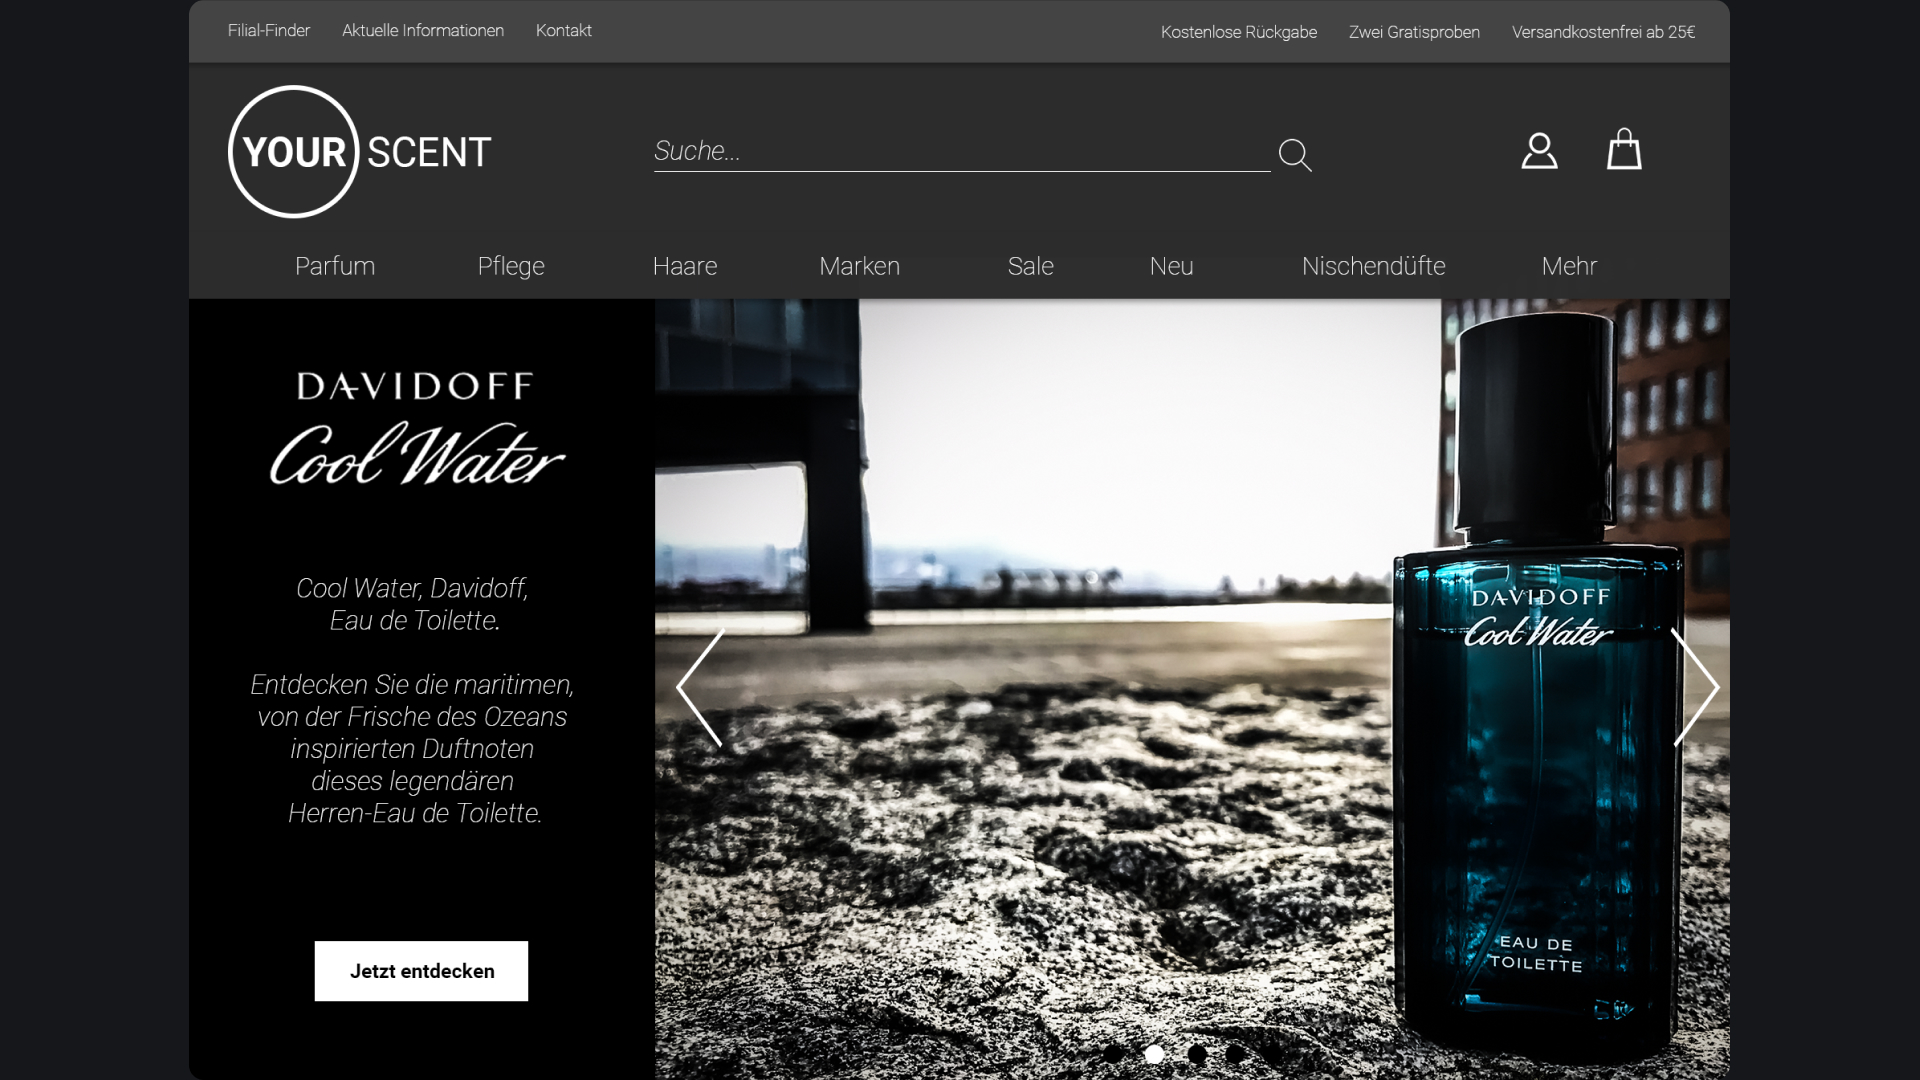 Filial-Finder Aktuelle Informationen Kontakt Kostenlose Rückgabe Zwei Gratisproben Versandkostenfrei ab 25€
YOUR SCENT
Suche...
Parfum Pflege Haare Marken Sale Neu Nischendüfte Mehr
DAVIDOFF
Cool Water
Cool Water, Davidoff,
Eau de Toilette.
Entdecken Sie die maritimen,
von der Frische des Ozeans
inspirierten Duftnoten
dieses legendären
Herren-Eau de Toilette.
Jetzt entdecken
DAVIDOFF
Cool Water
EAU DE
TOILETTE